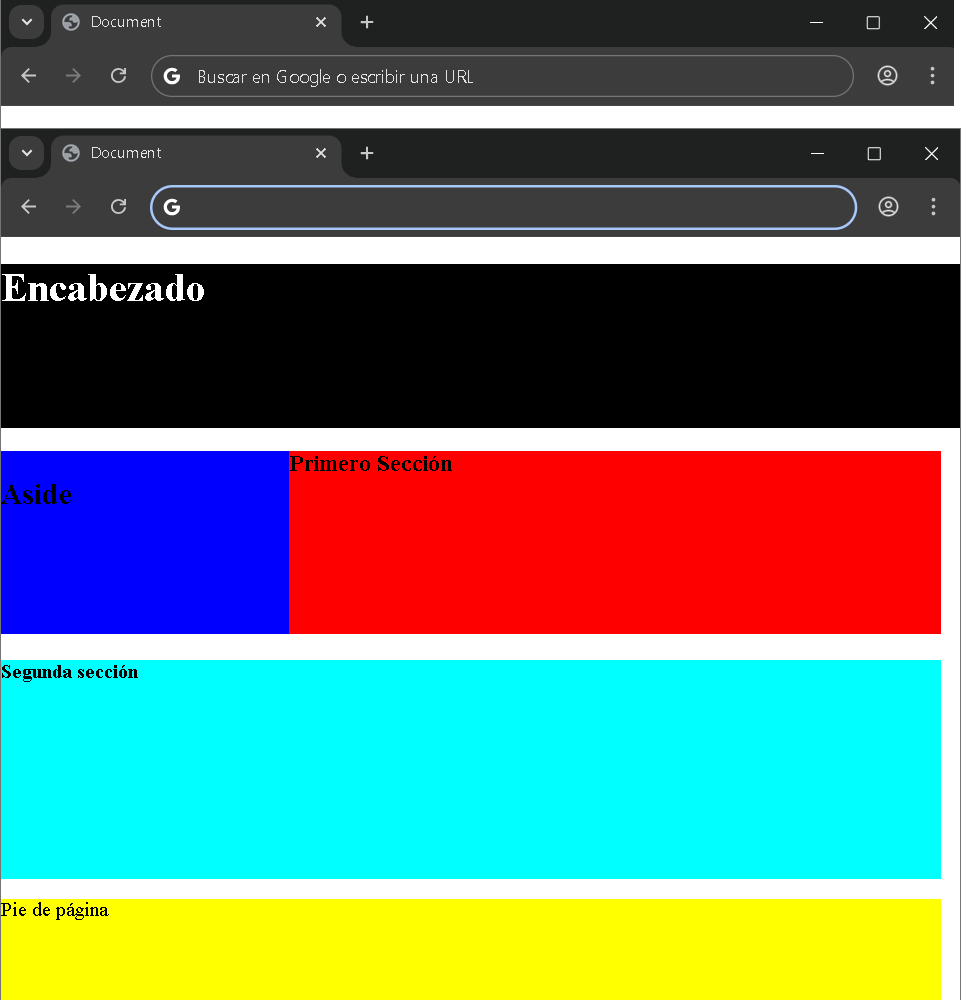 Document
Buscar en Google o escribir una URL
Document
Encabezado
Primero Sección
Aside
Segunda sección
Pie de página